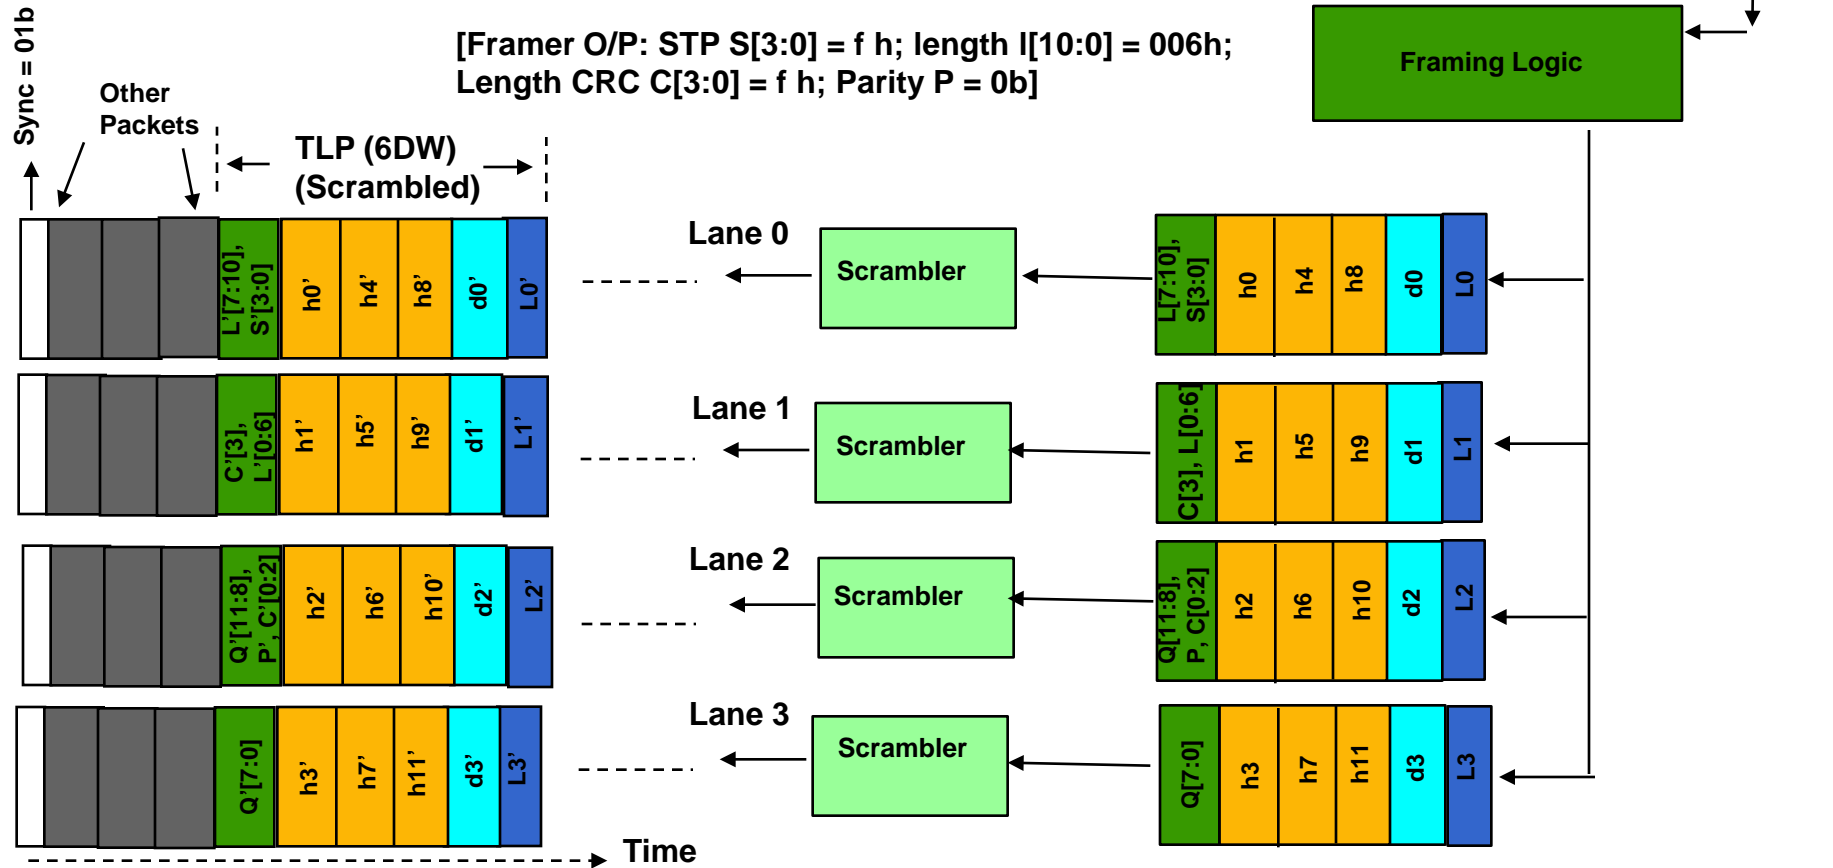 Sync = 01b
Other
Packets
[Framer O/P: STP S[3:0] = f h; length l[10:0] = 006h;
Length CRC C[3:0] = f h; Parity P = 0b]
Framing Logic
TLP (6DW)
(Scrambled)
L'[7:10],
S'[3:0]
h0'
h4'
h8'
d0'
L0'
Lane 0
Scrambler
L[7:10],
S[3:0]
h0
h4
h8
d0
L0
C'[3],
L'[0:6]
h1'
h5'
h9'
d1'
L1'
Lane 1
Scrambler
C[3], L[0:6]
h1
h5
h9
d1
L1
Q'[11:8],
P', C'[0:2]
h2'
h6'
h10'
d2'
L2'
Lane 2
Scrambler
Q[11:8],
P, C[0:2]
h2
h6
h10
d2
L2
Q'[7:0]
h3'
h7'
h11'
d3'
L3'
Lane 3
Scrambler
Q[7:0]
h3
h7
h11
d3
L3
Time